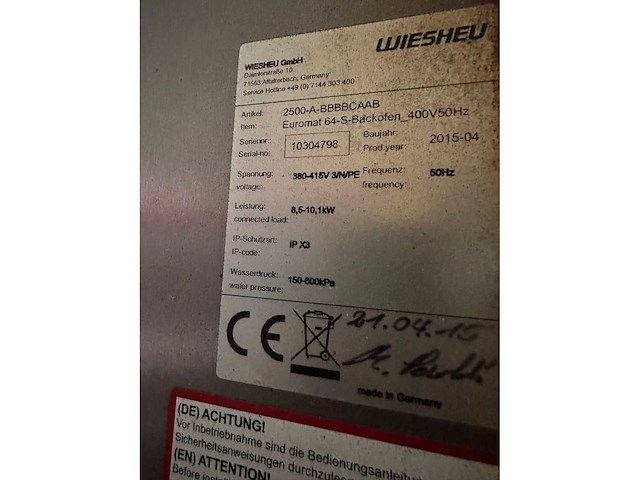 WIESHEU
WIESHEU GmbH
Daimlerstraße 10
71563 Affalterbach, Germany
Service Hotline +49 (0) 7144 303 400
Artikel: 2500-A-BBBBCAAB
Item: Euromat 64-S-Backofen_400V50Hz
Seriennr.: Baujahr:
Serial-no: 10304798 Prod.year: 2015-04
Spannung: 380-415V 3/N/PE Frequenz: 50Hz
voltage: frequency:
Leistung: 8,5-10,1kW
connected load:
IP-Schutzart: IP X3
IP-code:
Wasserdruck: 150-600kPa
water pressure:
CE
21.04.15
made in Germany
(DE) ACHTUNG!
Vor Inbetriebnahme sind die Bedienungsanleitung
Sicherheitsanweisungen durchzulesen
(EN) ATTENTION!
Before